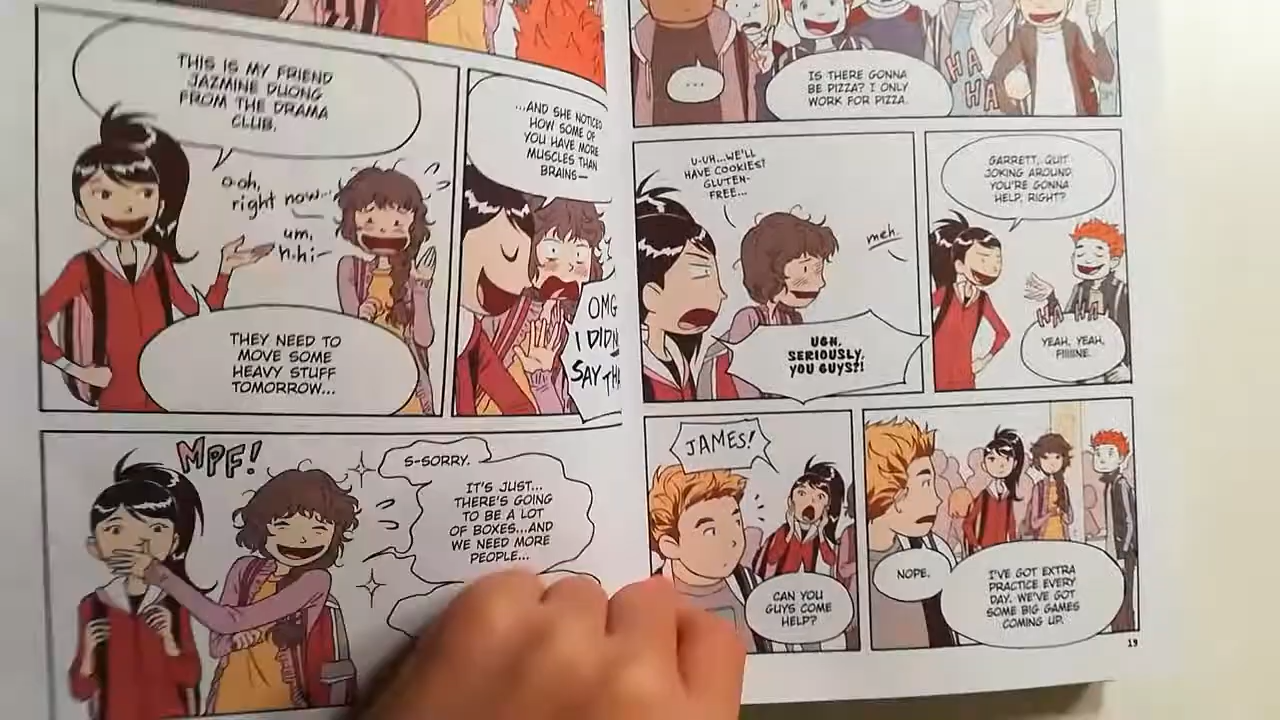 THIS IS MY FRIEND
JAZMINE DUONG
FROM THE DRAMA
CLUB.
o-oh,
right now...
um,
h-hi-
THEY NEED TO
MOVE SOME
HEAVY STUFF
TOMORROW...
...AND SHE NOTICED
HOW SOME OF
YOU HAVE MORE
MUSCLES THAN
BRAINS—
OMG
I DIDN
SAY TH
MPF!
S-SORRY.
IT'S JUST...
THERE'S GOING
TO BE A LOT
OF BOXES...AND
WE NEED MORE
PEOPLE...
...
IS THERE GONNA
BE PIZZA? I ONLY
WORK FOR PIZZA.
HA
HA
U-UH...WE'LL
HAVE COOKIES?
GLUTEN-
FREE...
meh.
UGH,
SERIOUSLY,
YOU GUYS?!
GARRETT, QUIT
JOKING AROUND.
YOU'RE GONNA
HELP, RIGHT?
HA HA
YEAH, YEAH,
FIIIINE.
JAMES!
CAN YOU
GUYS COME
HELP?
NOPE.
I'VE GOT EXTRA
PRACTICE EVERY
DAY. WE'VE GOT
SOME BIG GAMES
COMING UP.
19